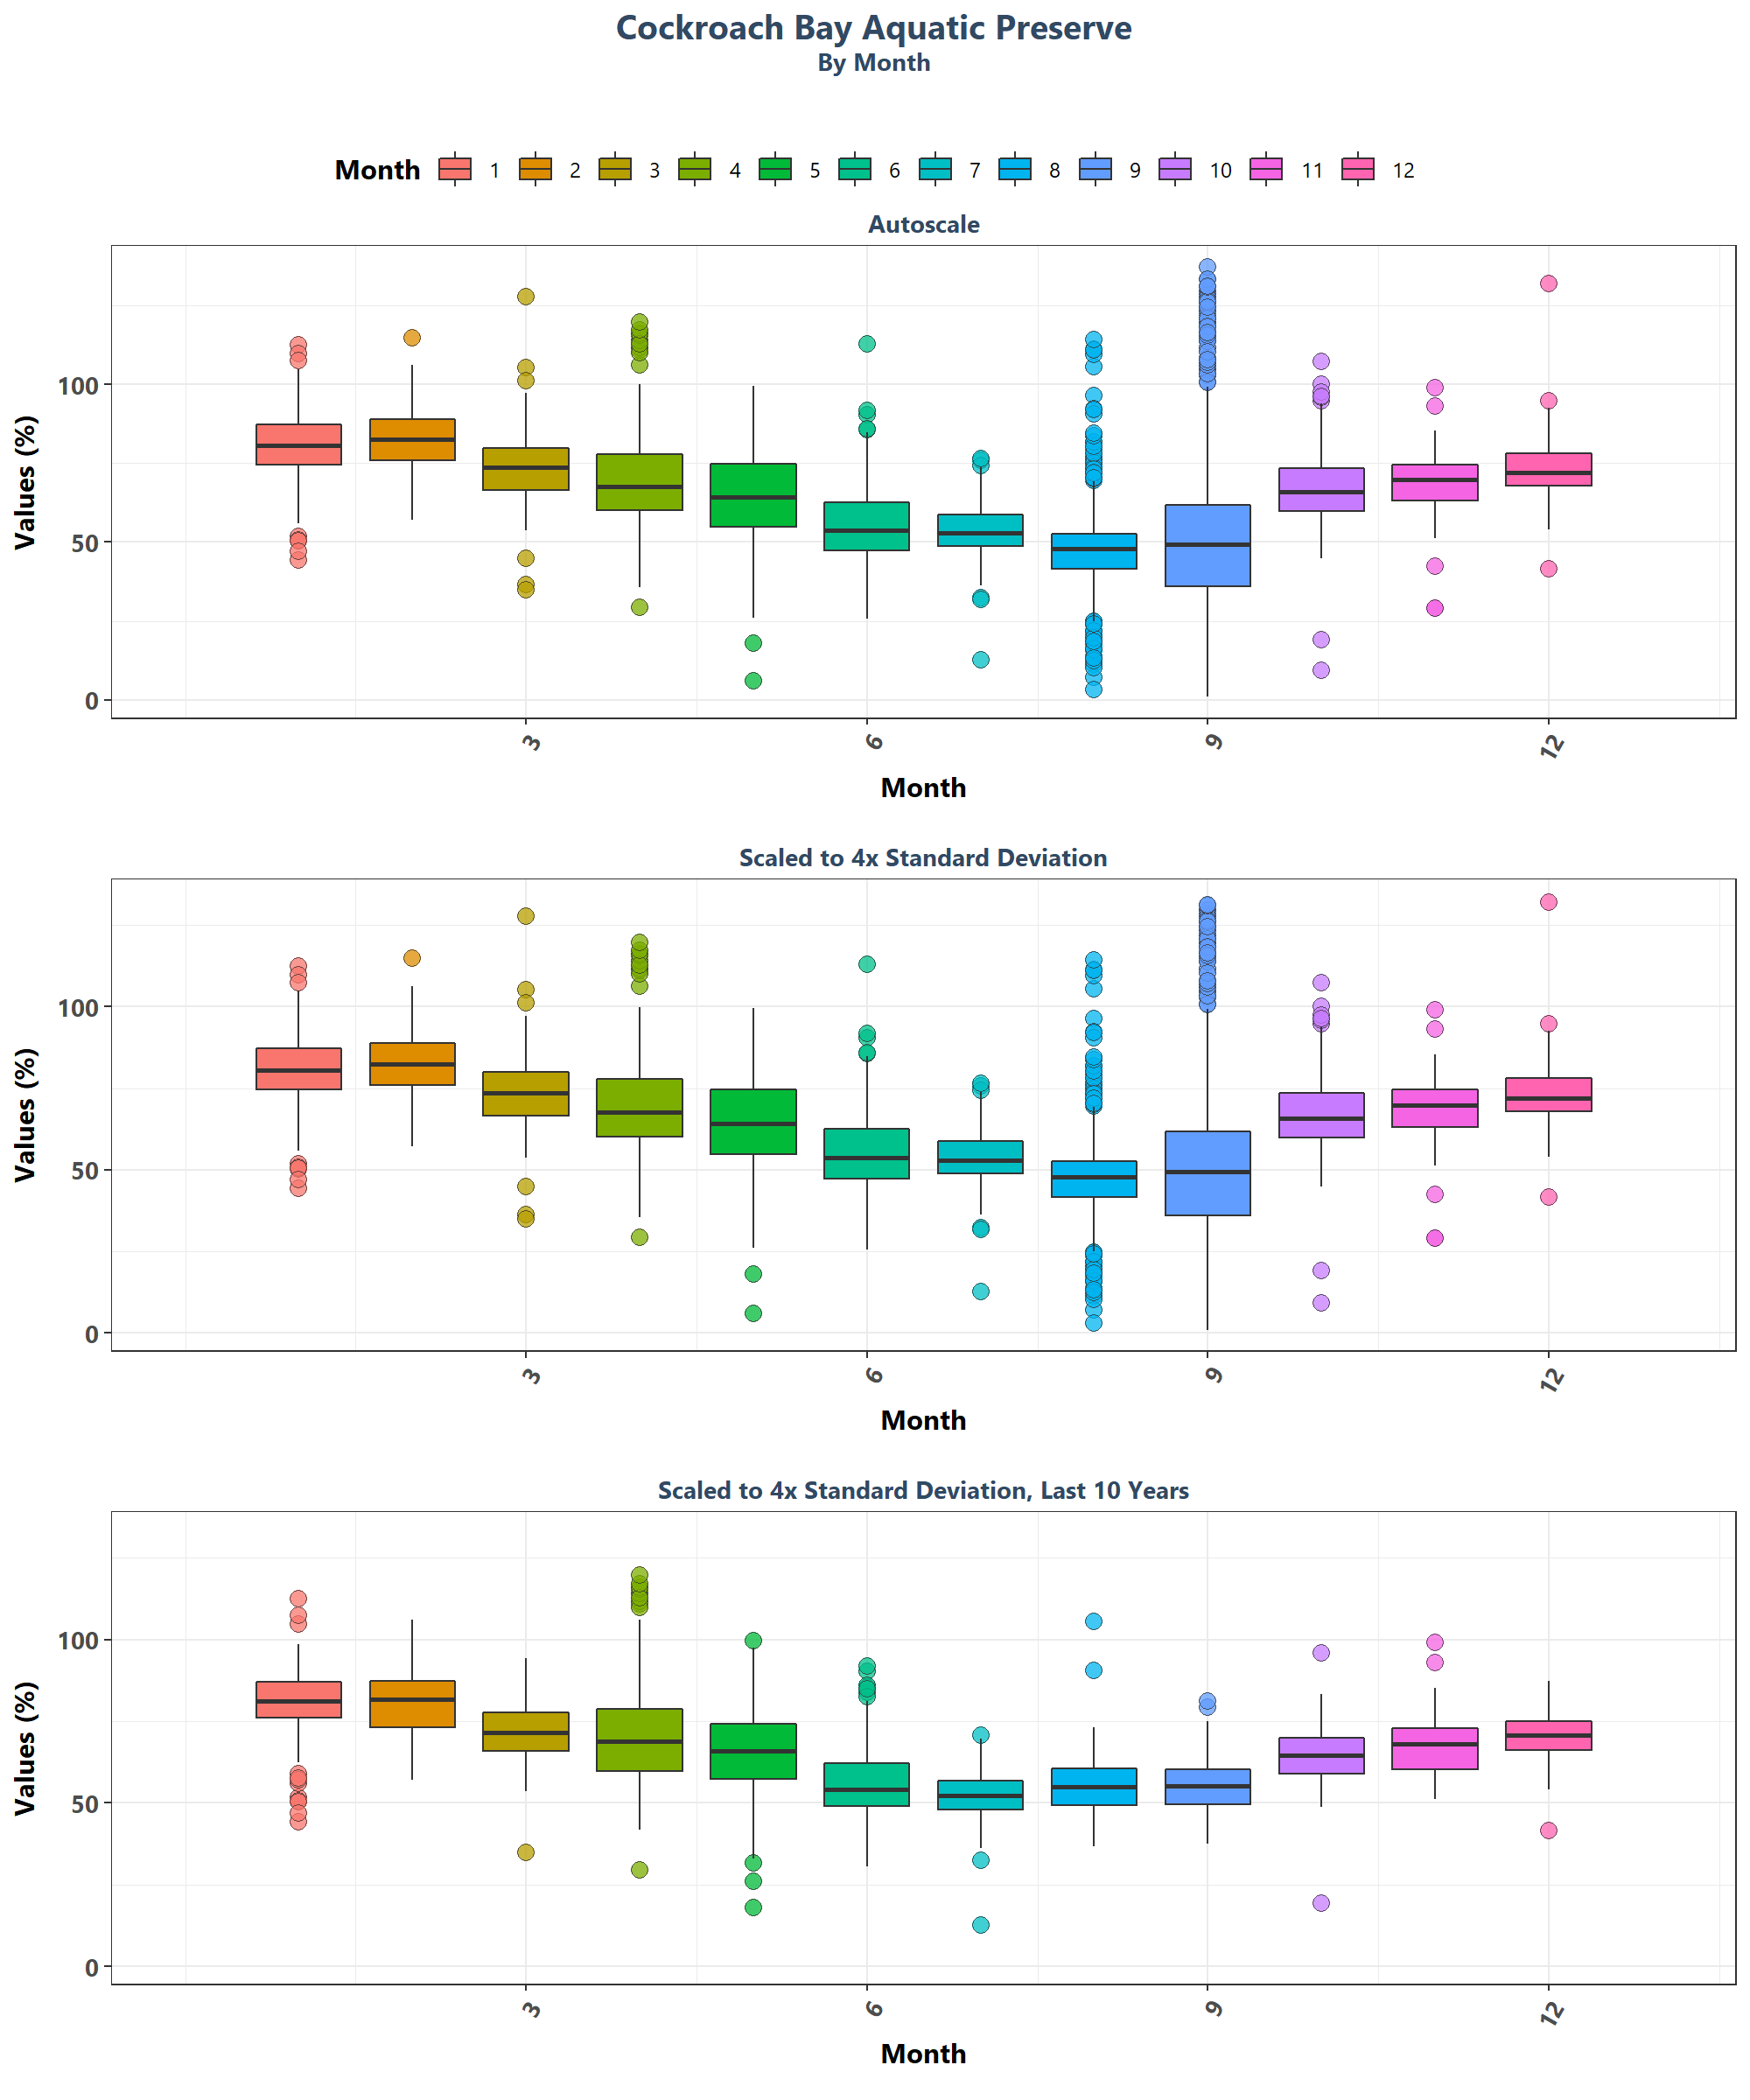 Cockroach Bay Aquatic Preserve
By Month
Month 1 2 3 4 5 6 7 8 9 10 11 12
Autoscale
Values (%)
100
50
0
3 6 9 12
Month
Scaled to 4x Standard Deviation
Values (%)
100
50
0
3 6 9 12
Month
Scaled to 4x Standard Deviation, Last 10 Years
Values (%)
100
50
0
3 6 9 12
Month